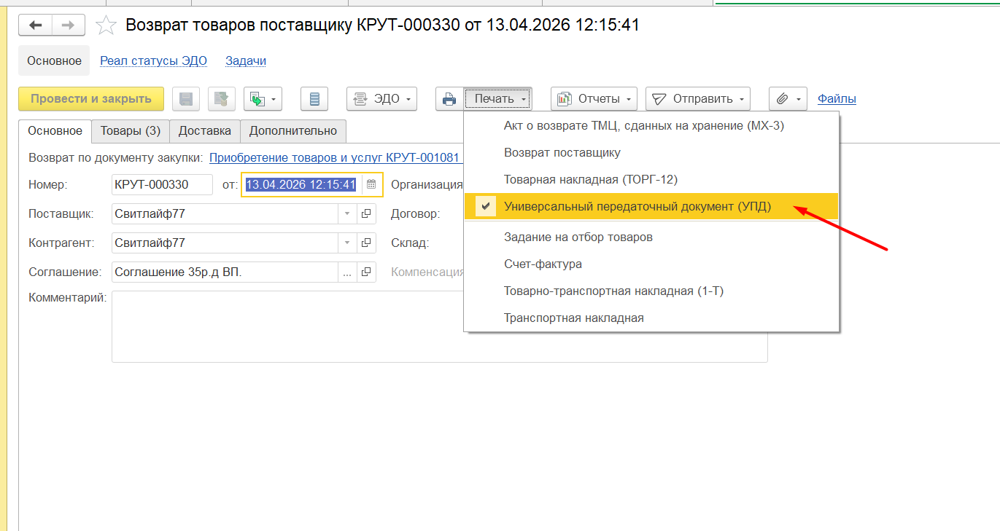 Возврат товаров поставщику КРУТ-000330 от 13.04.2026 12:15:41
Основное Реал статусы ЭДО Задачи
Провести и закрыть ЭДО Печать Отчеты Отправить Файлы
Основное Товары (3) Доставка Дополнительно
Возврат по документу закупки: Приобретение товаров и услуг КРУТ-001081
Номер: КРУТ-000330 от: 13.04.2026 12:15:41 Организация
Поставщик: Свитлайф77 Договор:
Контрагент: Свитлайф77 Склад:
Соглашение: Соглашение 35р.д ВП. ... Компенсация
Комментарий:
Акт о возврате ТМЦ, сданных на хранение (МХ-3)
Возврат поставщику
Товарная накладная (ТОРГ-12)
Универсальный передаточный документ (УПД)
Задание на отбор товаров
Счет-фактура
Товарно-транспортная накладная (1-Т)
Транспортная накладная